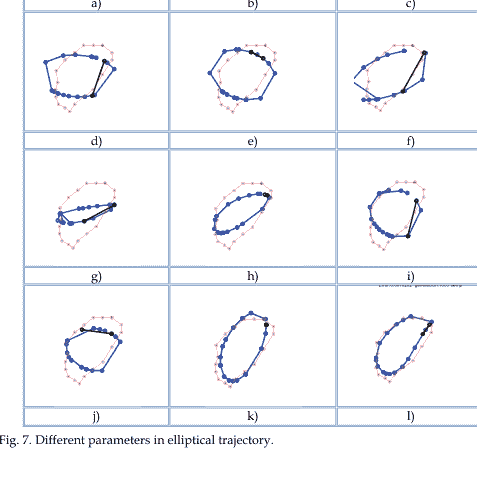 a) b) c)
d) e) f)
g) h) i)
j) k) l)
Fig. 7. Different parameters in elliptical trajectory.